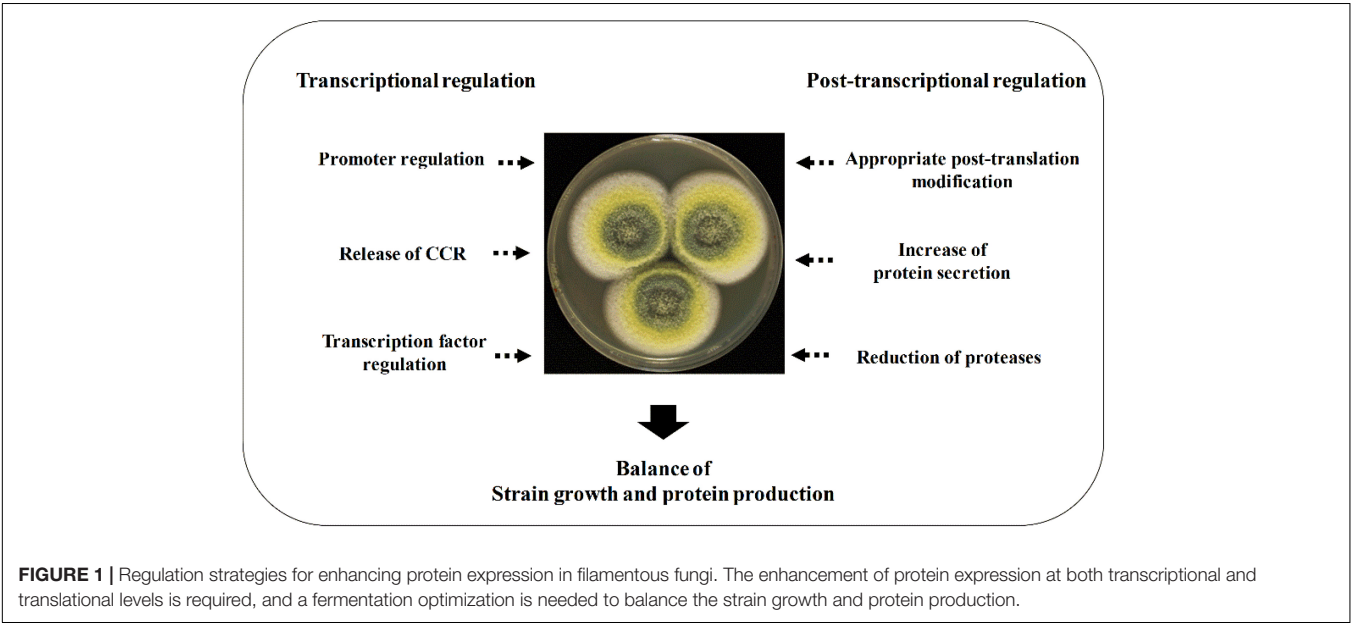 Transcriptional regulation
Post-transcriptional regulation
Promoter regulation
Appropriate post-translation
modification
Release of CCR
Increase of
protein secretion
Transcription factor
regulation
Reduction of proteases
Balance of
Strain growth and protein production
FIGURE 1 | Regulation strategies for enhancing protein expression in filamentous fungi. The enhancement of protein expression at both transcriptional and
translational levels is required, and a fermentation optimization is needed to balance the strain growth and protein production.